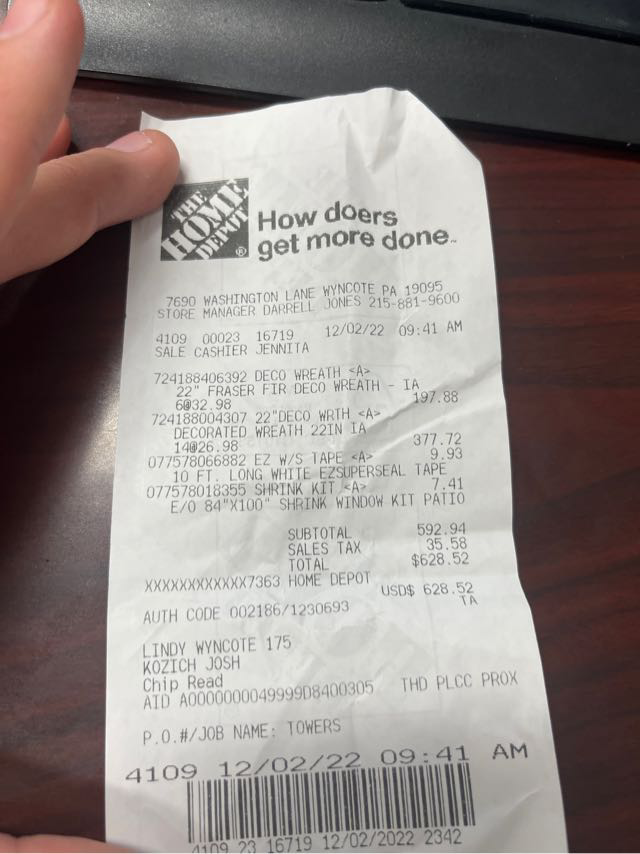 THE
HOME
DEPOT
®
How doers
get more done™
7690 WASHINGTON LANE WYNCOTE PA 19095
STORE MANAGER DARRELL JONES 215-881-9600
4109 00023 16719 12/02/22 09:41 AM
SALE CASHIER JENNITA
724188406392 DECO WREATH <A>
22" FRASER FIR DECO WREATH - IA
6@32.98 197.88
724188004307 22"DECO WRTH <A>
DECORATED WREATH 22IN IA
14@26.98 377.72
077578066882 EZ W/S TAPE <A> 9.93
10 FT. LONG WHITE EZSUPERSEAL TAPE
077578018355 SHRINK KIT <A> 7.41
E/O 84"X100" SHRINK WINDOW KIT PATIO
SUBTOTAL 592.94
SALES TAX 35.58
TOTAL $628.52
XXXXXXXXXXXX7363 HOME DEPOT
USD$ 628.52
AUTH CODE 002186/1230693 TA
LINDY WYNCOTE 175
KOZICH JOSH
Chip Read
AID A0000000049999D8400305 THD PLCC PROX
P.O.#/JOB NAME: TOWERS
4109 12/02/22 09:41 AM
4109 23 16719 12/02/2022 2342